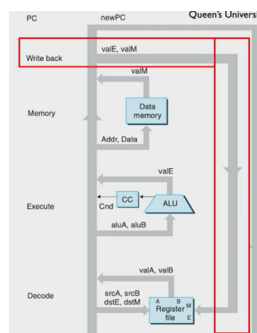 PC newPC Queen's Univers
Write back valE, valM
valM
Memory Data
memory
Addr, Data
valE
Execute Cnd CC ALU
aluA, aluB
valA, valB
Decode srcA, srcB A B M
dstE, dstM Register
file E